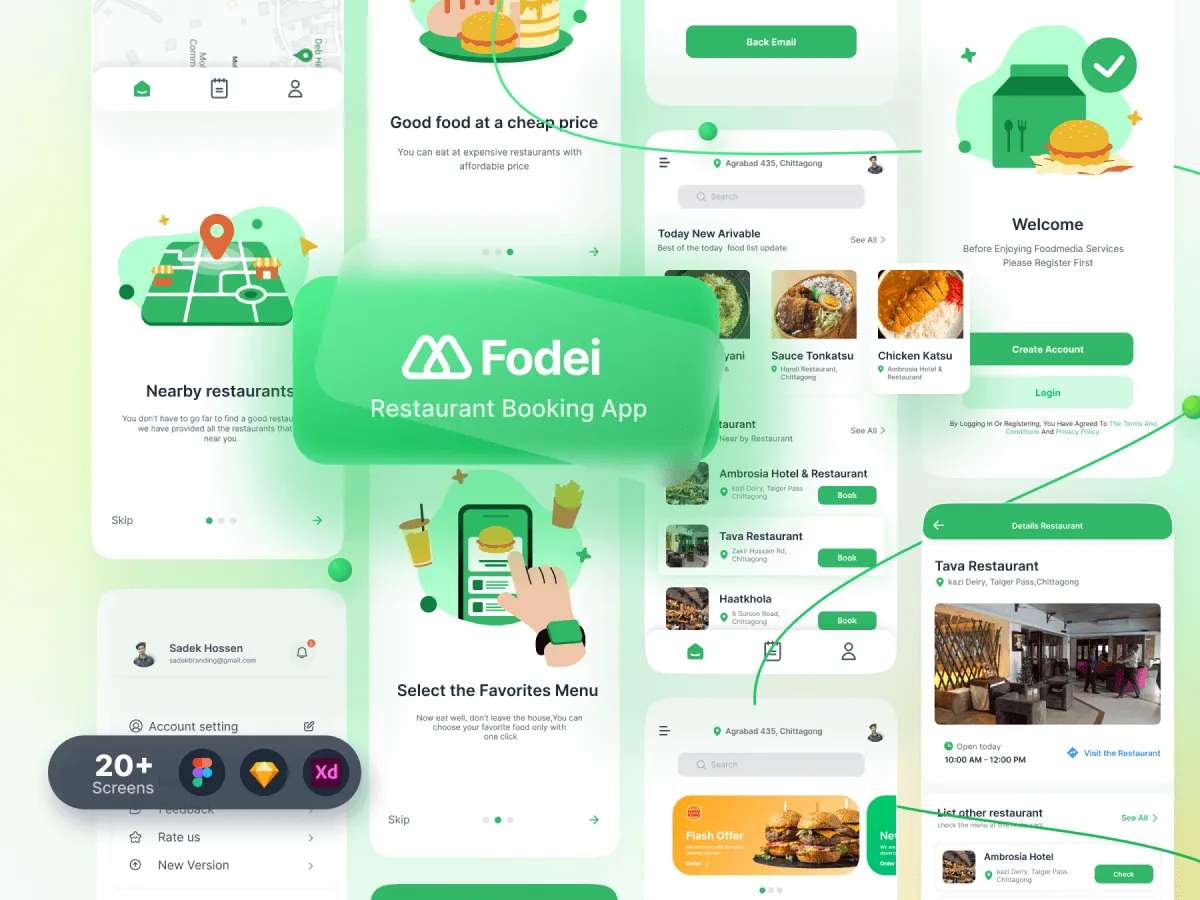 Deb Hi
Nearby restaurants
You don't have to go far to find a good restau
we have provided all the restaurants that
near you
Skip
Sadek Hossen
sadekbranding@gmail.com
Account setting
Feedback
Rate us
New Version
20+
Screens
Xd
Good food at a cheap price
You can eat at expensive restaurants with
affordable price
Fodei
Restaurant Booking App
Select the Favorites Menu
Now eat well, don't leave the house,You can
choose your favorite food only with
one click
Skip
Back Email
Agrabad 435, Chittagong
Search
Today New Arivable
Best of the today food list update
See All
yani
Sauce Tonkatsu
Handi Restaurant,
Chittagong
Chicken Katsu
Ambrosia Hotel &
Restaurant
taurant
Near by Restaurant
See All
Ambrosia Hotel & Restaurant
kazi Deiry, Taiger Pass
Chittagong
Book
Tava Restaurant
Zakir Hossain Rd,
Chittagong
Book
Haatkhola
6 Surson Road,
Chittagong
Book
Agrabad 435, Chittagong
Search
Flash Offer
Order
Ne
Order
Welcome
Before Enjoying Foodmedia Services
Please Register First
Create Account
Login
By Logging In Or Registering, You Have Agreed To The Terms And
Conditions And Privacy Policy.
Details Restaurant
Tava Restaurant
kazi Deiry, Taiger Pass,Chittagong
Open today
10:00 AM - 12:00 PM
Visit the Restaurant
List other restaurant
check the menu at this restaurant
See All
Ambrosia Hotel
kazi Deiry, Taiger Pass
Chittagong
Check